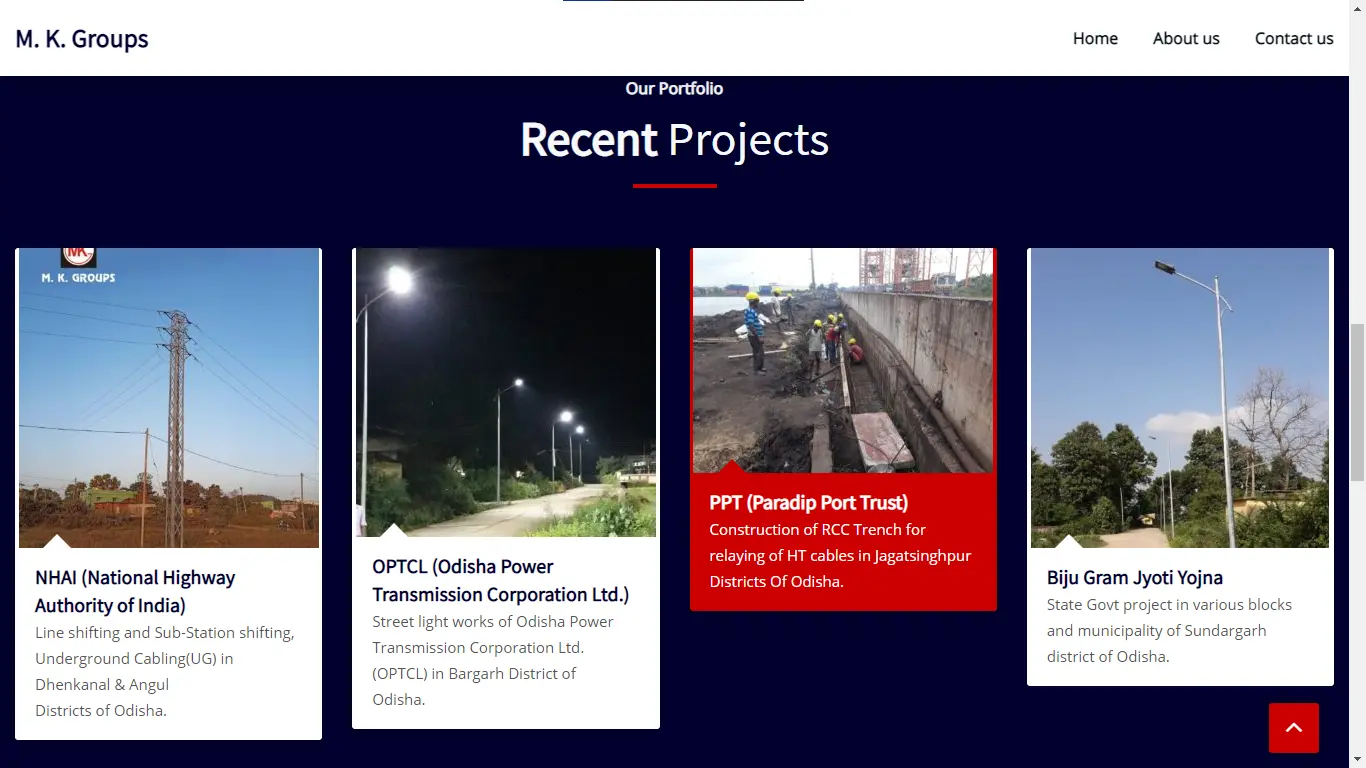 M. K. Groups
Home
About us
Contact us
Our Portfolio
Recent Projects
MK
M. K. GROUPS
NHAI (National Highway
Authority of India)
Line shifting and Sub-Station shifting,
Underground Cabling(UG) in
Dhenkanal & Angul
Districts of Odisha.
OPTCL (Odisha Power
Transmission Corporation Ltd.)
Street light works of Odisha Power
Transmission Corporation Ltd.
(OPTCL) in Bargarh District of
Odisha.
PPT (Paradip Port Trust)
Construction of RCC Trench for
relaying of HT cables in Jagatsinghpur
Districts Of Odisha.
Biju Gram Jyoti Yojna
State Govt project in various blocks
and municipality of Sundargarh
district of Odisha.